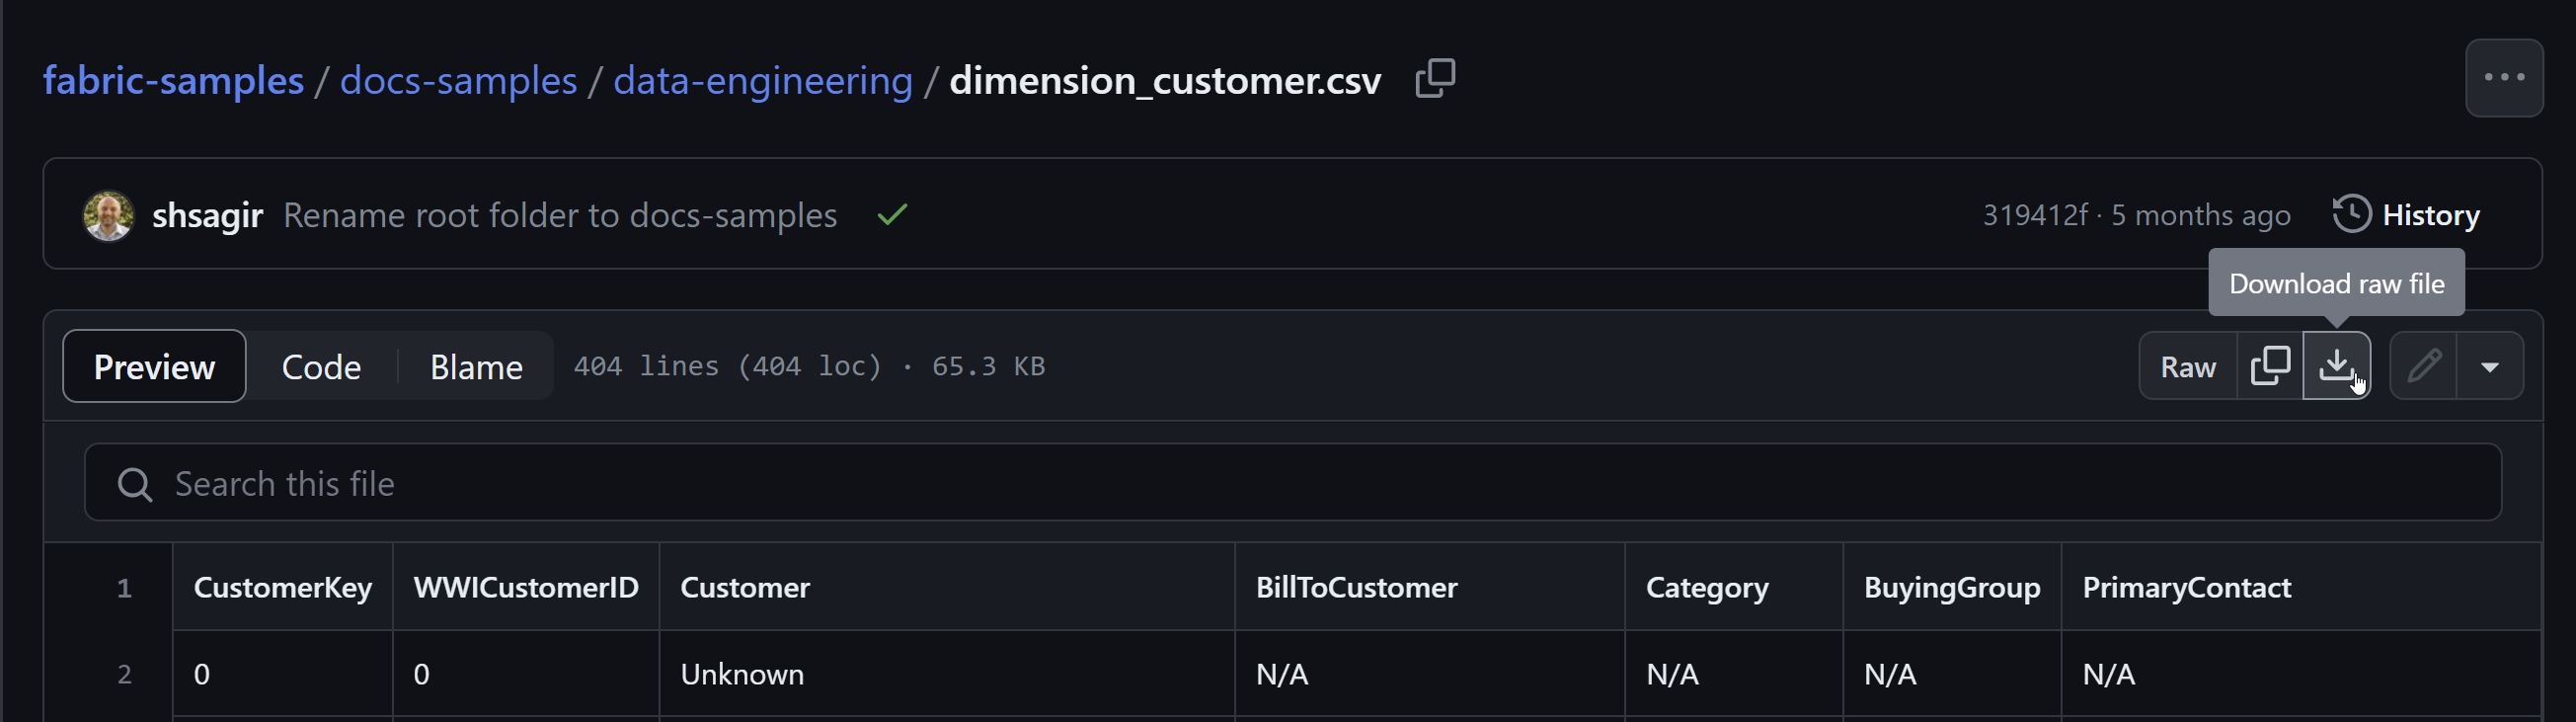 fabric-samples / docs-samples / data-engineering / dimension_customer.csv
shsagir Rename root folder to docs-samples 319412f · 5 months ago History
Download raw file
Preview Code Blame 404 lines (404 loc) · 65.3 KB Raw
Search this file
1 CustomerKey WWICustomerID Customer BillToCustomer Category BuyingGroup PrimaryContact
2 0 0 Unknown N/A N/A N/A N/A